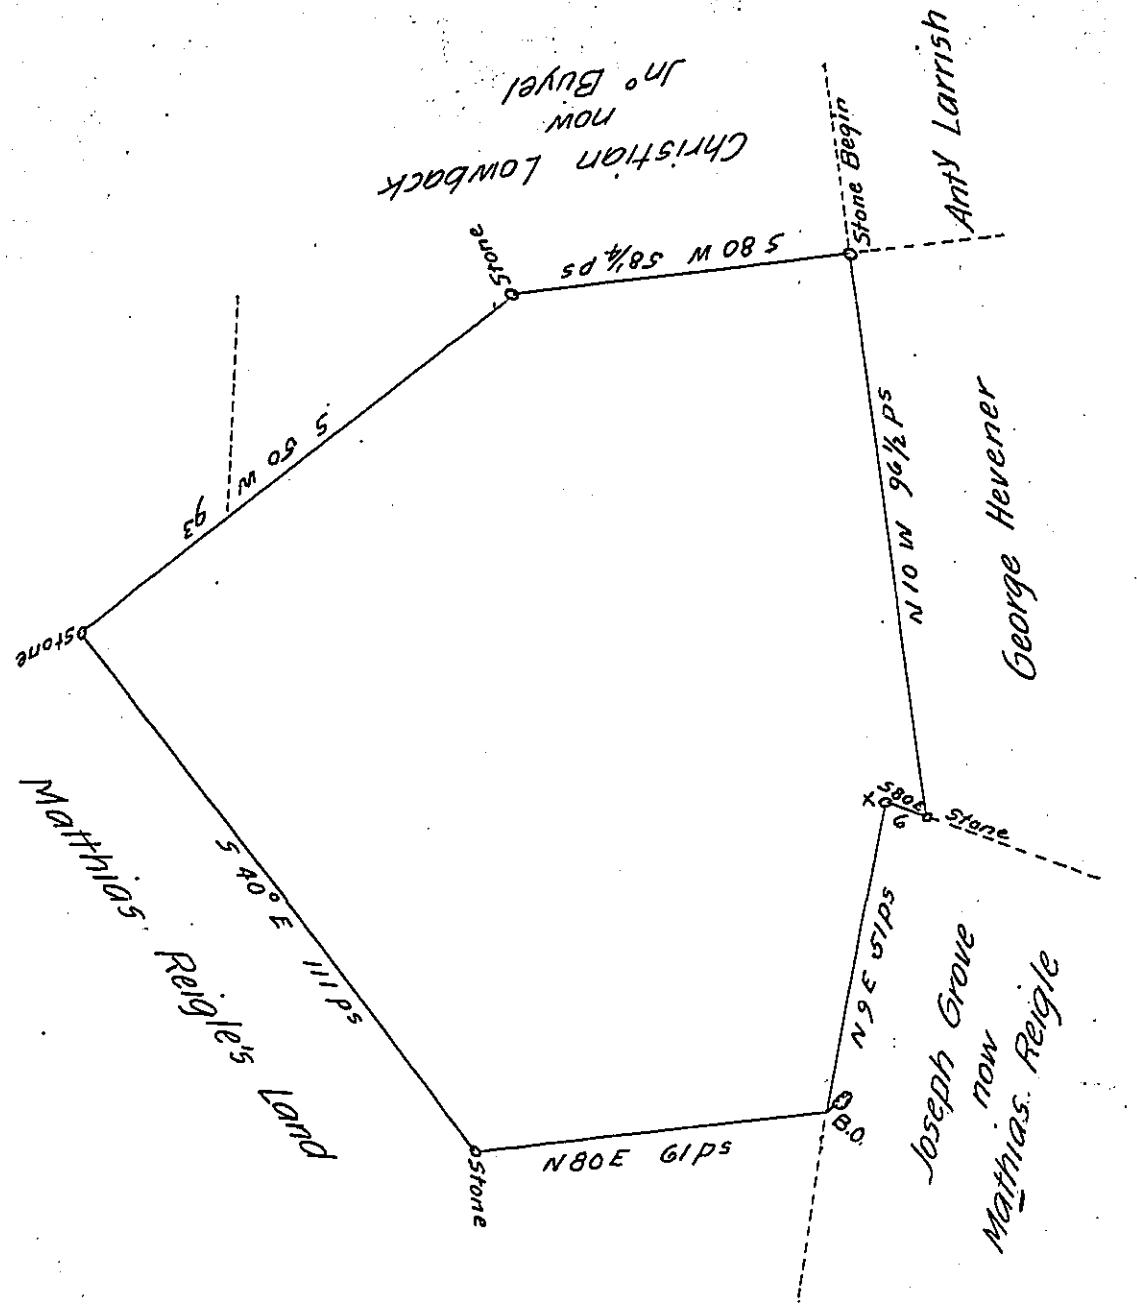 Christian Lowback
now
Jnº Buyel
Anty Larrish
Stone Begin
S 80 W 58¼ ps
Stone
S 50 W 93
Stone
Matthias Reigle's Land
S 40° E 111 ps
Stone
N 80 E 61 ps
B.O.
N 9 E 51 ps
X
S 80 E
6
Stone
N 10 W 96½ ps
George Hevener
Joseph Grove
now
Mathias Reigle